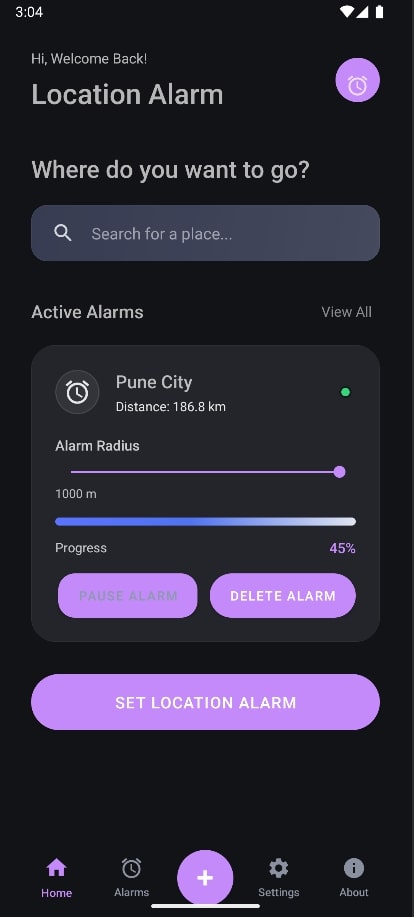 3:04
Hi, Welcome Back!
Location Alarm
Where do you want to go?
Search for a place...
Active Alarms View All
Pune City
Distance: 186.8 km
Alarm Radius
1000 m
Progress 45%
PAUSE ALARM DELETE ALARM
SET LOCATION ALARM
Home Alarms Settings About